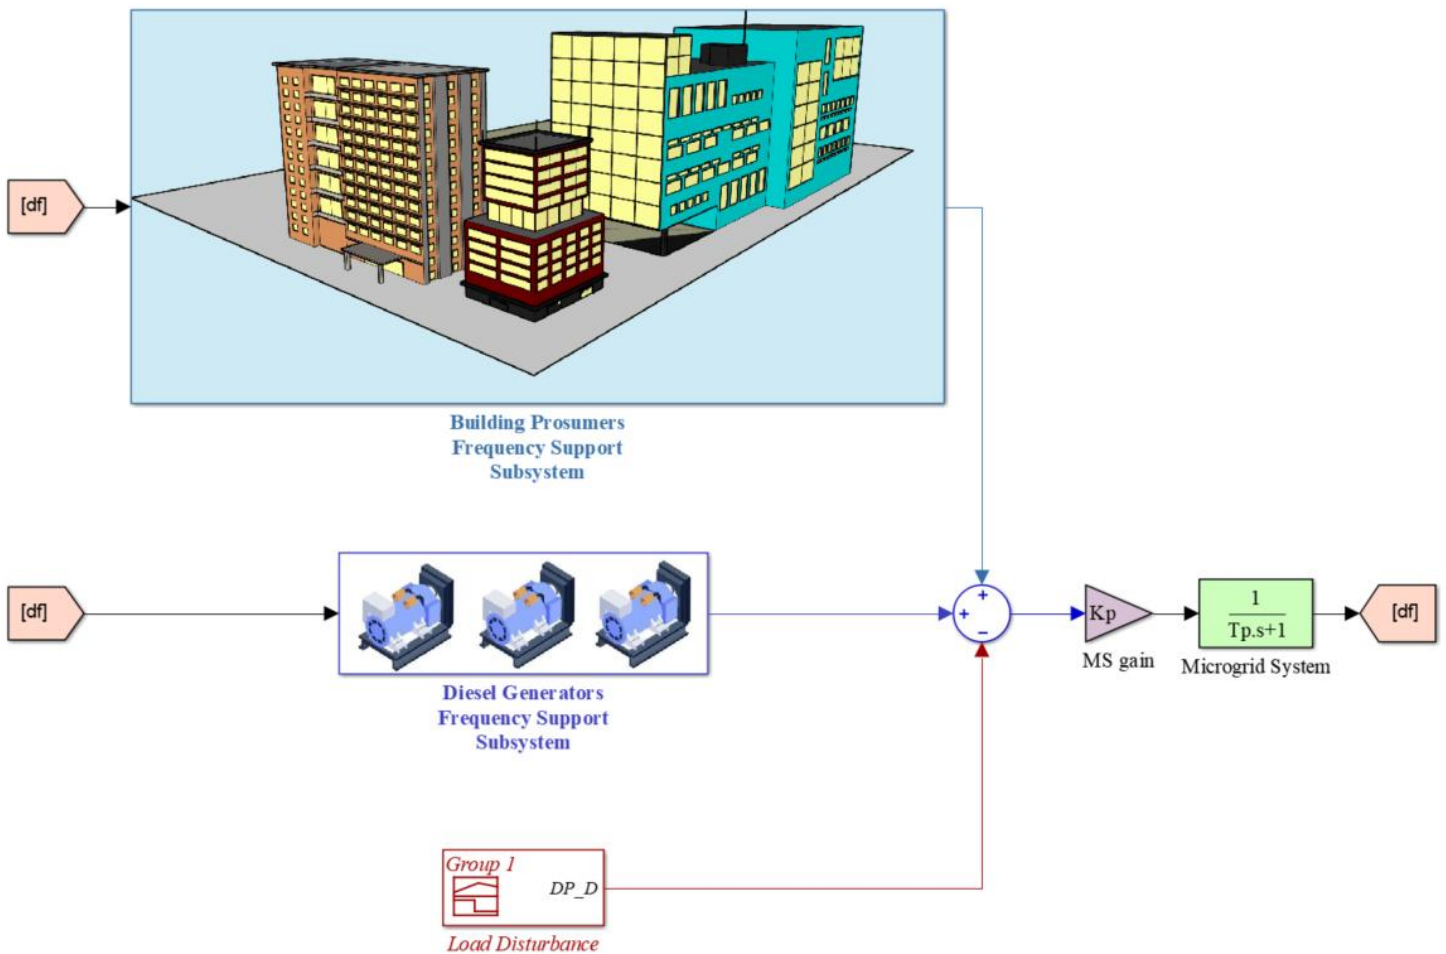 [df]
Building Prosumers
Frequency Support
Subsystem
[df]
Diesel Generators
Frequency Support
Subsystem
+
+
−
Kp
MS gain
1
Tp.s+1
Microgrid System
[df]
Group 1
DP_D
Load Disturbance